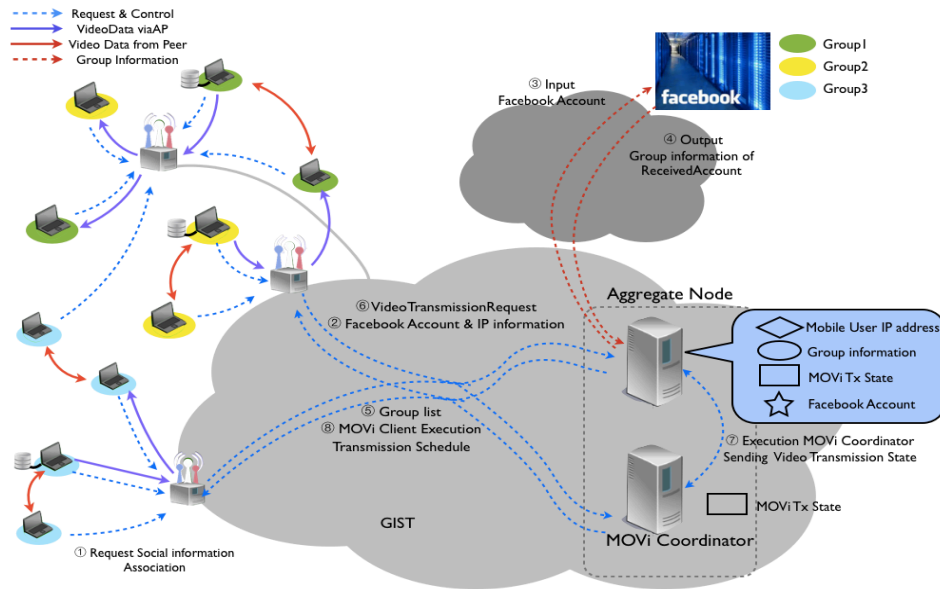 Request & Control
VideoData viaAP
Video Data from Peer
Group Information
③ Input
Facebook Account
facebook
Group1
Group2
Group3
④ Output
Group information of
ReceivedAccount
⑥ VideoTransmissionRequest
② Facebook Account & IP information
Aggregate Node
Mobile User IP address
Group information
MOVi Tx State
Facebook Account
⑤ Group list
⑧ MOVi Client Execution
Transmission Schedule
⑦ Execution MOVi Coordinator
Sending Video Transmission State
MOVi Tx State
GIST
MOVi Coordinator
① Request Social information
Association